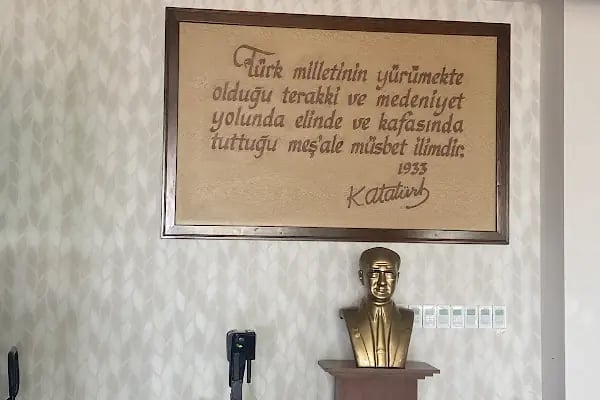 Türk milletinin yürümekte
olduğu terakki ve medeniyet
yolunda elinde ve kafasında
tuttuğu meş'ale müsbet ilimdir.
1933
K.Atatürk